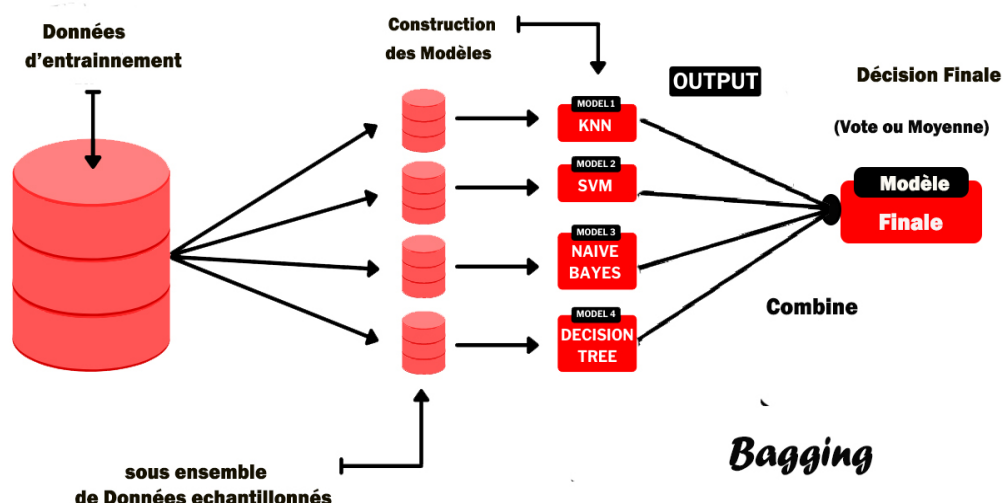 Données
d'entrainnement
Construction
des Modèles
OUTPUT
Décision Finale
(Vote ou Moyenne)
MODEL 1
KNN
MODEL 2
SVM
MODEL 3
NAIVE
BAYES
MODEL 4
DECISION
TREE
Modèle
Finale
Combine
Bagging
sous ensemble
de Données echantillonnés